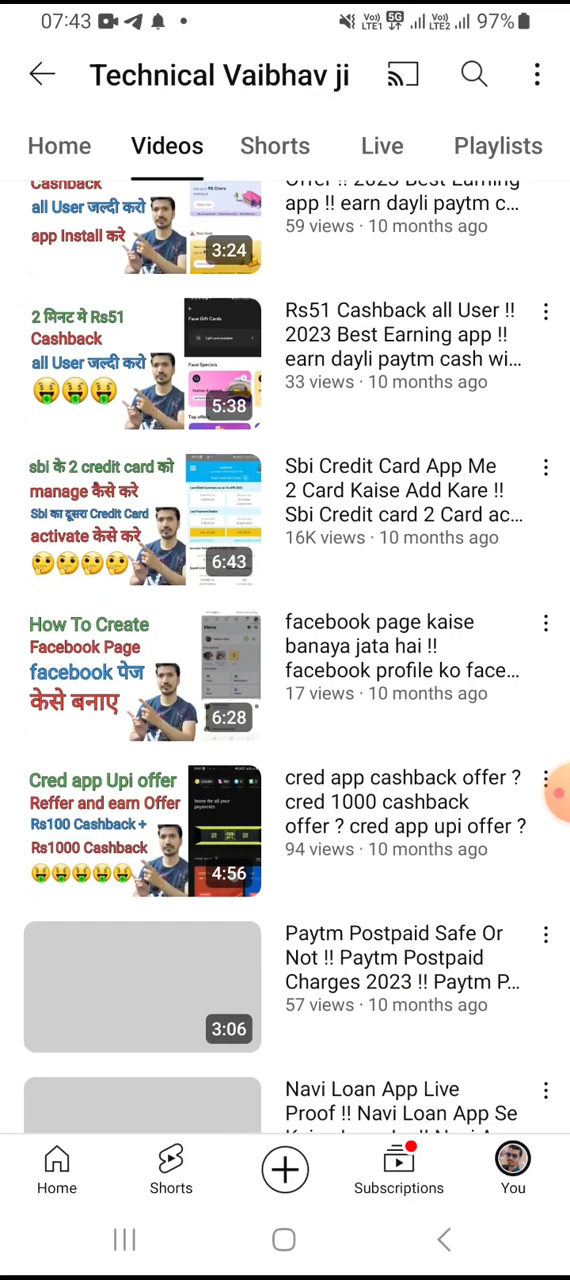 07:43
Vo) LTE1 5G Vo) LTE2 97%
Technical Vaibhav ji
Home Videos Shorts Live Playlists
Cashback
all User जल्दी करो
app Install करे
3:24
Offer !! 2023 Best Earning
app !! earn dayli paytm c...
59 views · 10 months ago
2 मिनट मे Rs51
Cashback
all User जल्दी करो
5:38
Rs51 Cashback all User !!
2023 Best Earning app !!
earn dayli paytm cash wi...
33 views · 10 months ago
sbi के 2 credit card को
manage कैसे करे
Sbi का दूसरा Credit Card
activate कैसे करे
6:43
Sbi Credit Card App Me
2 Card Kaise Add Kare !!
Sbi Credit card 2 Card ac...
16K views · 10 months ago
How To Create
Facebook Page
facebook पेज
केसे बनाए
6:28
facebook page kaise
banaya jata hai !!
facebook profile ko face...
17 views · 10 months ago
Cred app Upi offer
Reffer and earn Offer
Rs100 Cashback +
Rs1000 Cashback
4:56
cred app cashback offer ?
cred 1000 cashback
offer ? cred app upi offer ?
94 views · 10 months ago
3:06
Paytm Postpaid Safe Or
Not !! Paytm Postpaid
Charges 2023 !! Paytm P...
57 views · 10 months ago
Navi Loan App Live
Proof !! Navi Loan App Se
Home Shorts Subscriptions You